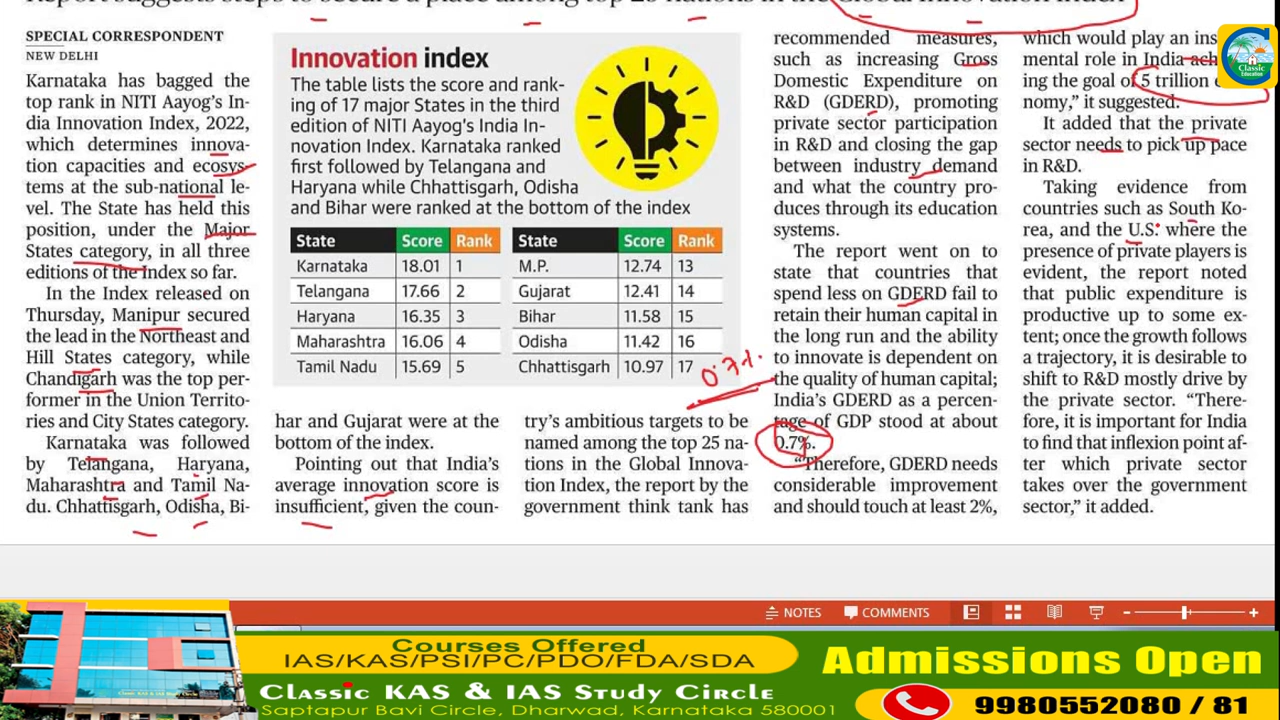 Report suggests steps to secure a place among top 25 nations in the Global Innovation Index
SPECIAL CORRESPONDENT
NEW DELHI
Karnataka has bagged the
top rank in NITI Aayog's In-
dia Innovation Index, 2022,
which determines innova-
tion capacities and ecosys-
tems at the sub-national le-
vel. The State has held this
position, under the Major
States category, in all three
editions of the Index so far.
In the Index released on
Thursday, Manipur secured
the lead in the Northeast and
Hill States category, while
Chandigarh was the top per-
former in the Union Territo-
ries and City States category.
Karnataka was followed
by Telangana, Haryana,
Maharashtra and Tamil Na-
du. Chhattisgarh, Odisha, Bi-
Innovation index
The table lists the score and rank-
ing of 17 major States in the third
edition of NITI Aayog's India In-
novation Index. Karnataka ranked
first followed by Telangana and
Haryana while Chhattisgarh, Odisha
and Bihar were ranked at the bottom of the index
State Score Rank State Score Rank
Karnataka 18.01 1 M.P. 12.74 13
Telangana 17.66 2 Gujarat 12.41 14
Haryana 16.35 3 Bihar 11.58 15
Maharashtra 16.06 4 Odisha 11.42 16
Tamil Nadu 15.69 5 Chhattisgarh 10.97 17
0.7%
har and Gujarat were at the
bottom of the index.
Pointing out that India's
average innovation score is
insufficient, given the coun-
try's ambitious targets to be
named among the top 25 na-
tions in the Global Innova-
tion Index, the report by the
government think tank has
recommended measures,
such as increasing Gross
Domestic Expenditure on
R&D (GDERD), promoting
private sector participation
in R&D and closing the gap
between industry demand
and what the country pro-
duces through its education
systems.
The report went on to
state that countries that
spend less on GDERD fail to
retain their human capital in
the long run and the ability
to innovate is dependent on
the quality of human capital;
India's GDERD as a percen-
tage of GDP stood at about
0.7%.
"Therefore, GDERD needs
considerable improvement
and should touch at least 2%,
which would play an inst
mental role in India ach
ing the goal of 5 trillion
nomy," it suggested.
It added that the private
sector needs to pick up pace
in R&D.
Taking evidence from
countries such as South Ko-
rea, and the U.S. where the
presence of private players is
evident, the report noted
that public expenditure is
productive up to some ex-
tent; once the growth follows
a trajectory, it is desirable to
shift to R&D mostly drive by
the private sector. "There-
fore, it is important for India
to find that inflexion point af-
ter which private sector
takes over the government
sector," it added.
Classic
Education
NOTES COMMENTS
Courses Offered
IAS/KAS/PSI/PC/PDO/FDA/SDA
Classic KAS & IAS Study Circle
Saptapur Bavi Circle, Dharwad, Karnataka 580001
Admissions Open
9980552080 / 81